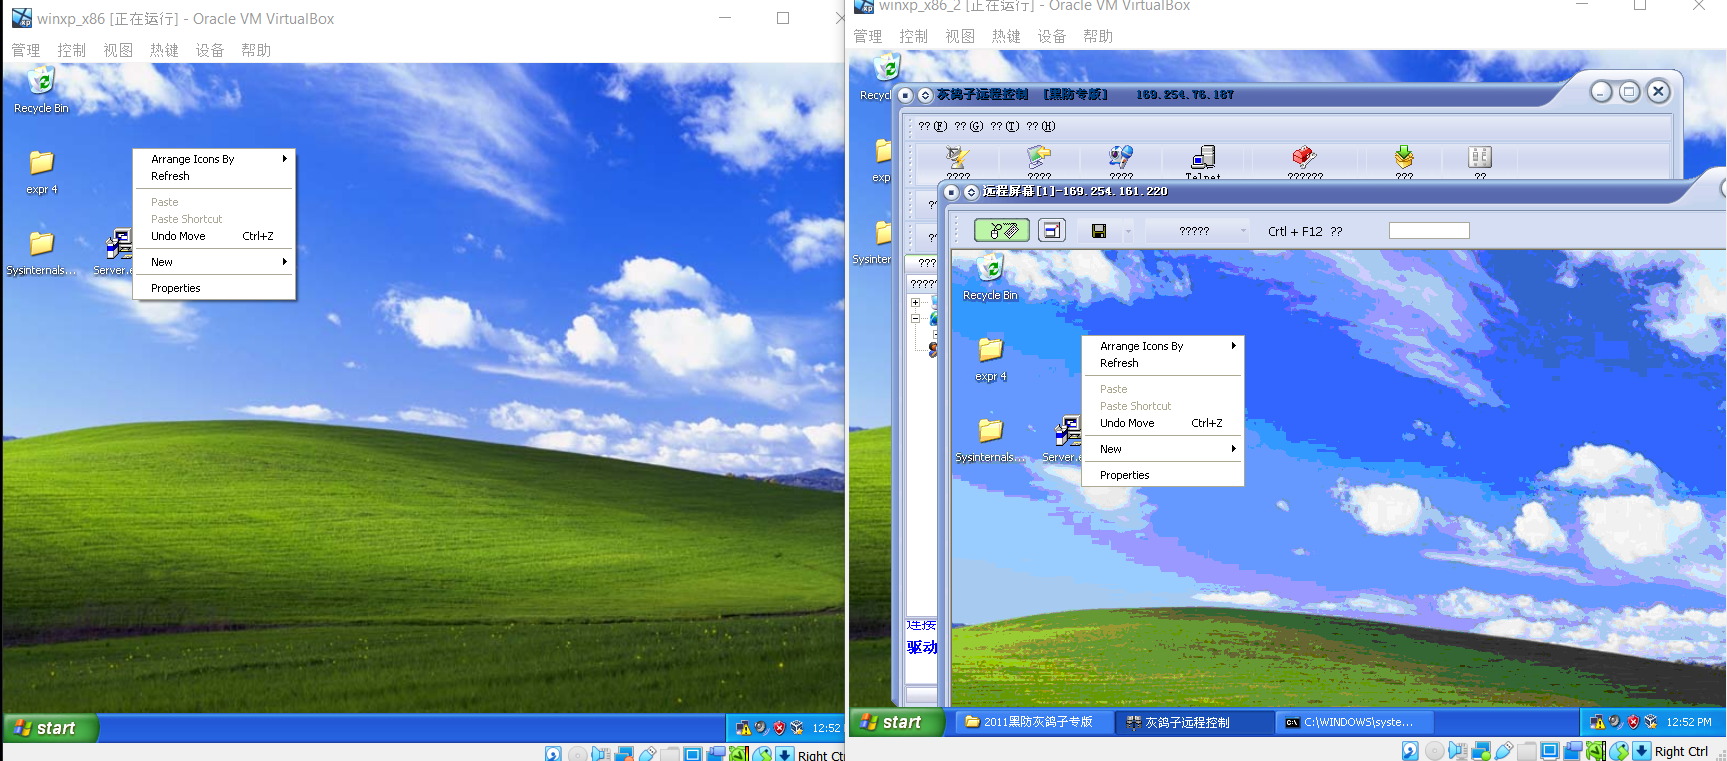 winxp_x86 [正在运行] - Oracle VM VirtualBox
管理 控制 视图 热键 设备 帮助
Recycle Bin
expr 4
Sysinternals...
Server.e
Arrange Icons By
Refresh
Paste
Paste Shortcut
Undo Move Ctrl+Z
New
Properties
start
12:52
Right Ct
winxp_x86_2 [正在运行] - Oracle VM VirtualBox
管理 控制 视图 热键 设备 帮助
Recycl
exp
Sysinter
灰鸽子远程控制 [黑防专版] 169.254.76.187
??(F) ??(G) ??(T) ??(H)
???? ???? ???? Telnet ?????? ??? ??
??
??
???
?????
连接
驱动
远程屏幕[1]-169.254.161.220
????? Crtl + F12 ??
Recycle Bin
expr 4
Sysinternals...
Server.e
Arrange Icons By
Refresh
Paste
Paste Shortcut
Undo Move Ctrl+Z
New
Properties
start
2011黑防灰鸽子专版
灰鸽子远程控制
C:\WINDOWS\syste...
12:52 PM
Right Ctrl